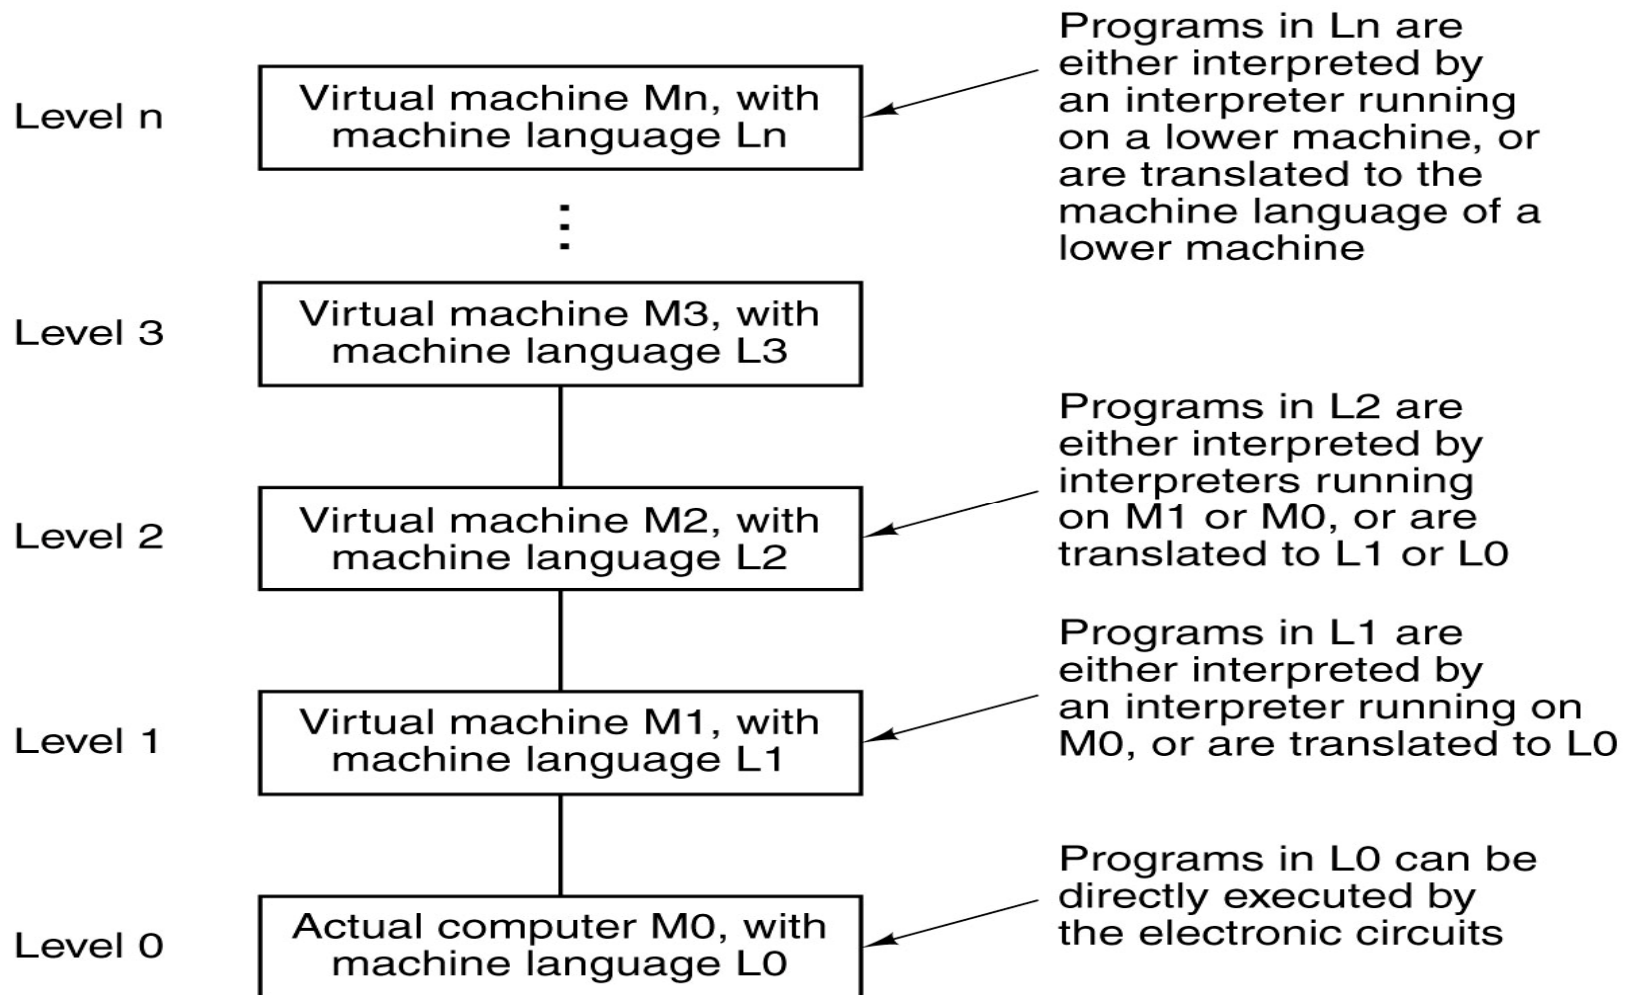 Level n
Virtual machine Mn, with
machine language Ln
Programs in Ln are
either interpreted by
an interpreter running
on a lower machine, or
are translated to the
machine language of a
lower machine
Level 3
Virtual machine M3, with
machine language L3
Level 2
Virtual machine M2, with
machine language L2
Programs in L2 are
either interpreted by
interpreters running
on M1 or M0, or are
translated to L1 or L0
Level 1
Virtual machine M1, with
machine language L1
Programs in L1 are
either interpreted by
an interpreter running on
M0, or are translated to L0
Level 0
Actual computer M0, with
machine language L0
Programs in L0 can be
directly executed by
the electronic circuits